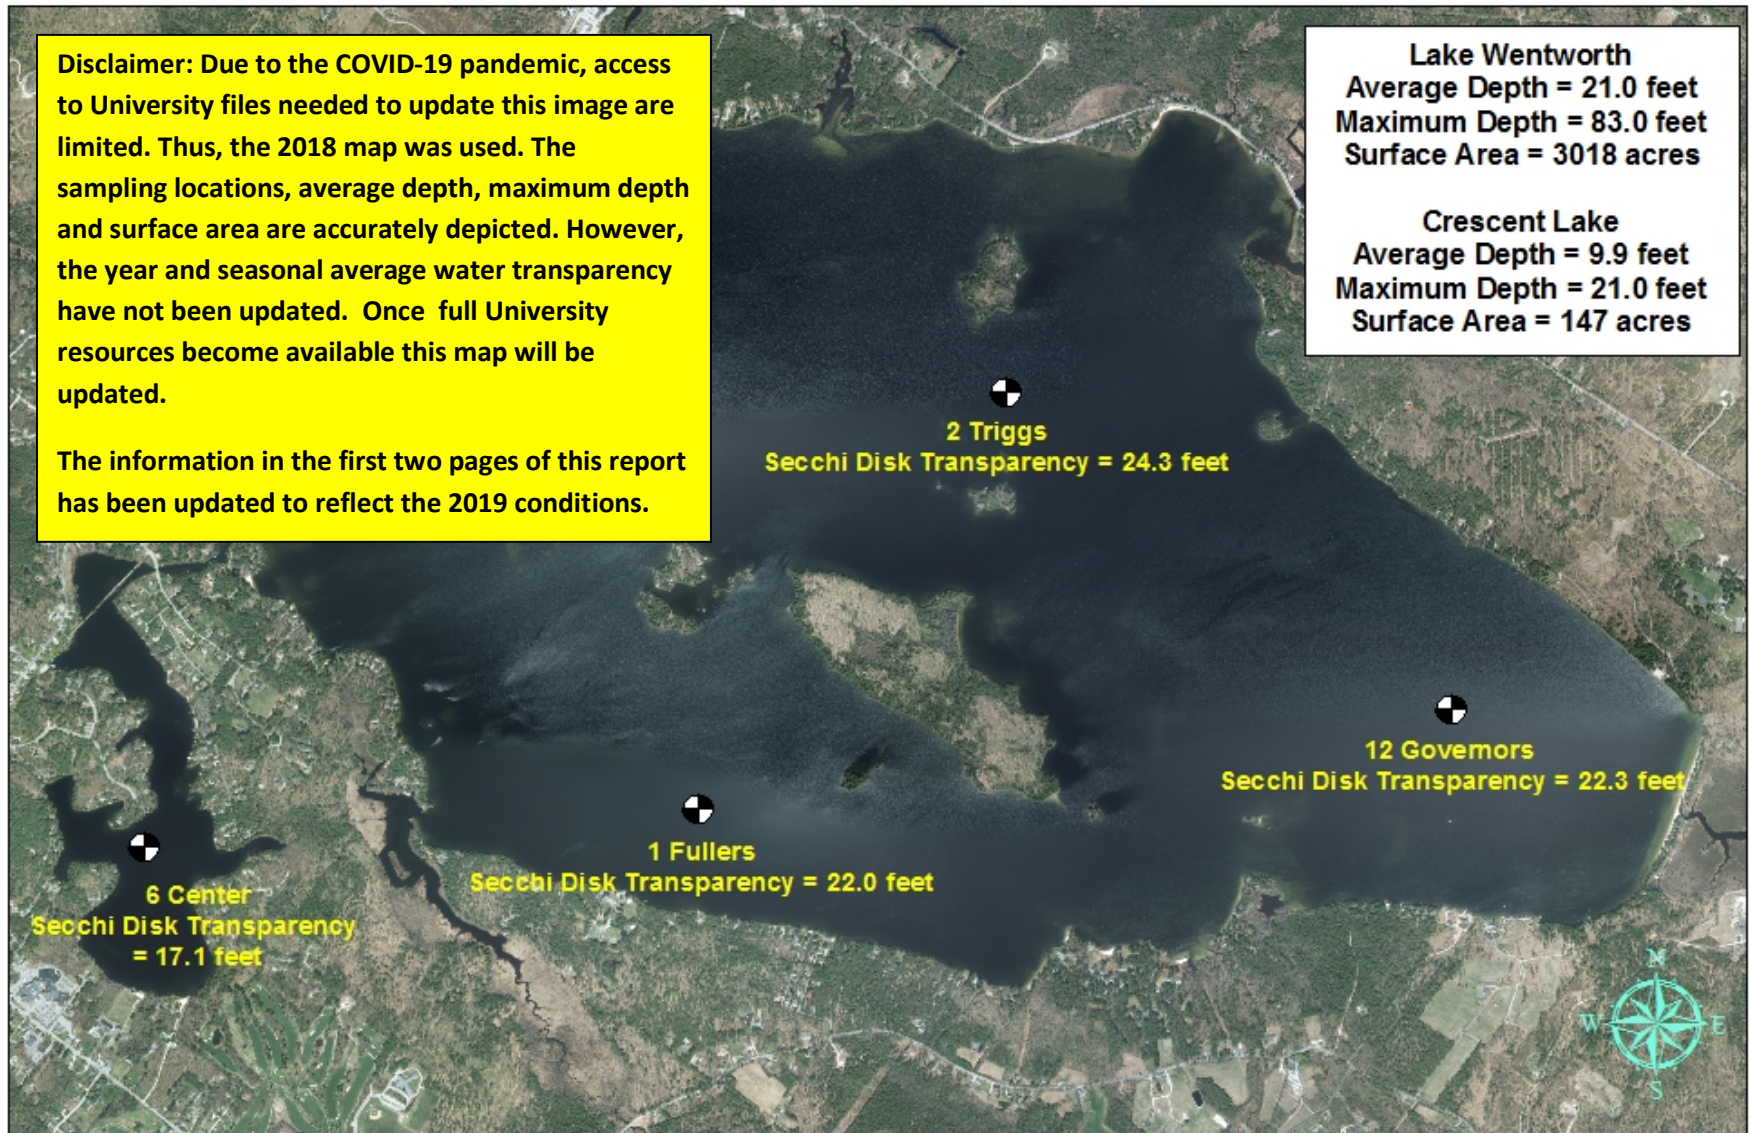 Disclaimer: Due to the COVID-19 pandemic, access
to University files needed to update this image are
limited. Thus, the 2018 map was used. The
sampling locations, average depth, maximum depth
and surface area are accurately depicted. However,
the year and seasonal average water transparency
have not been updated. Once full University
resources become available this map will be
updated.
The information in the first two pages of this report
has been updated to reflect the 2019 conditions.
Lake Wentworth
Average Depth = 21.0 feet
Maximum Depth = 83.0 feet
Surface Area = 3018 acres
Crescent Lake
Average Depth = 9.9 feet
Maximum Depth = 21.0 feet
Surface Area = 147 acres
2 Triggs
Secchi Disk Transparency = 24.3 feet
12 Governors
Secchi Disk Transparency = 22.3 feet
1 Fullers
Secchi Disk Transparency = 22.0 feet
6 Center
Secchi Disk Transparency
= 17.1 feet
N
W E
S